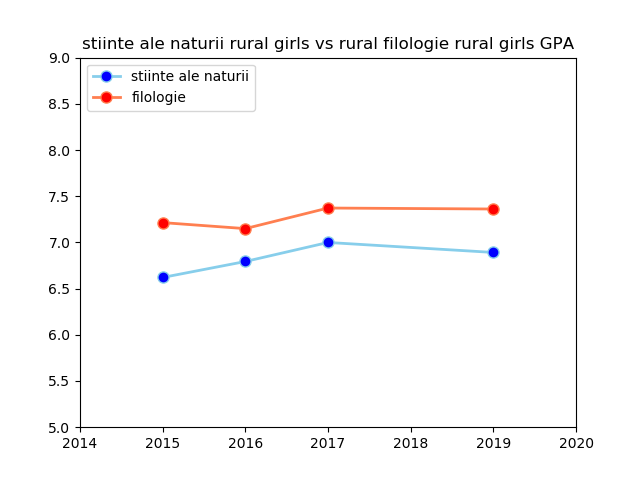 stiinte ale naturii rural girls vs rural filologie rural girls GPA
9.0
8.5
8.0
7.5
7.0
6.5
6.0
5.5
5.0
stiinte ale naturii
filologie
2014 2015 2016 2017 2018 2019 2020